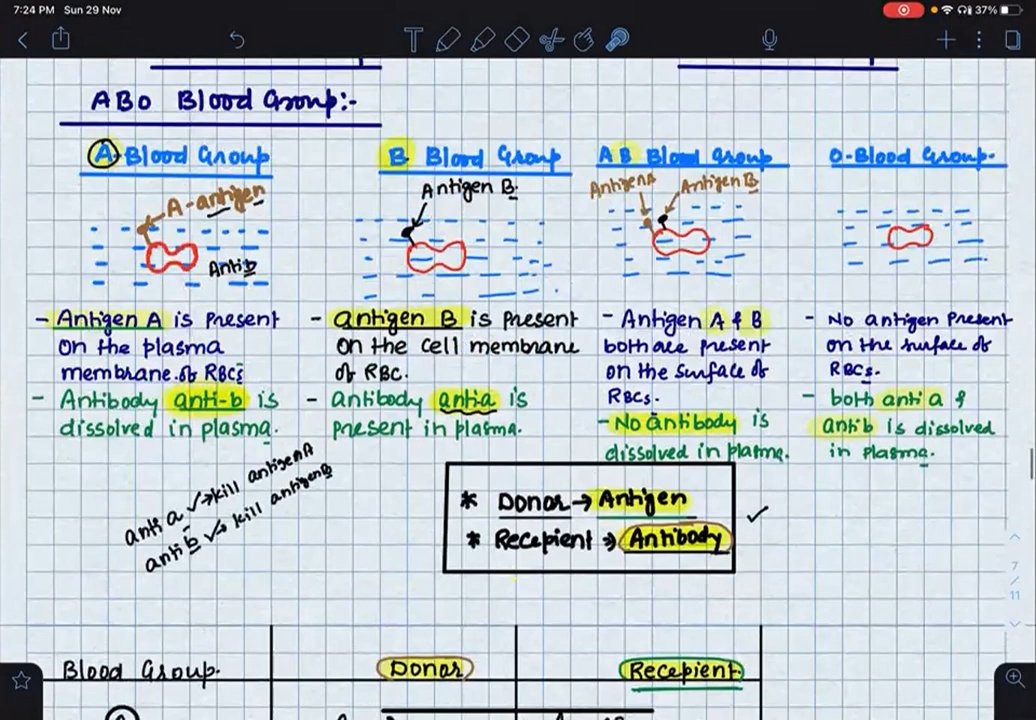 7:24 PM Sun 29 Nov
37%
ABO Blood Group:-
A-Blood Group
A-antigen
Antib
- Antigen A is present
on the plasma
membrane of RBCs
- Antibody anti-b is
dissolved in plasma.
anti a → kill antigen A
anti b → kill antigen B
B Blood Group
Antigen B
- antigen B is present
on the cell membrane
of RBC.
- Antibody antia is
present in plasma.
AB Blood Group
Antigen A
Antigen B
- Antigen A & B
both are present
on the surface of
RBCs.
- No antibody is
dissolved in plasma.
O-Blood Group-
- No antigen present
on the surface of
RBCs.
- both anti a &
antib is dissolved
in plasma.
* Donor → Antigen
* Recepient → Antibody
7
/
11
Blood Group.
Donor
Recepient